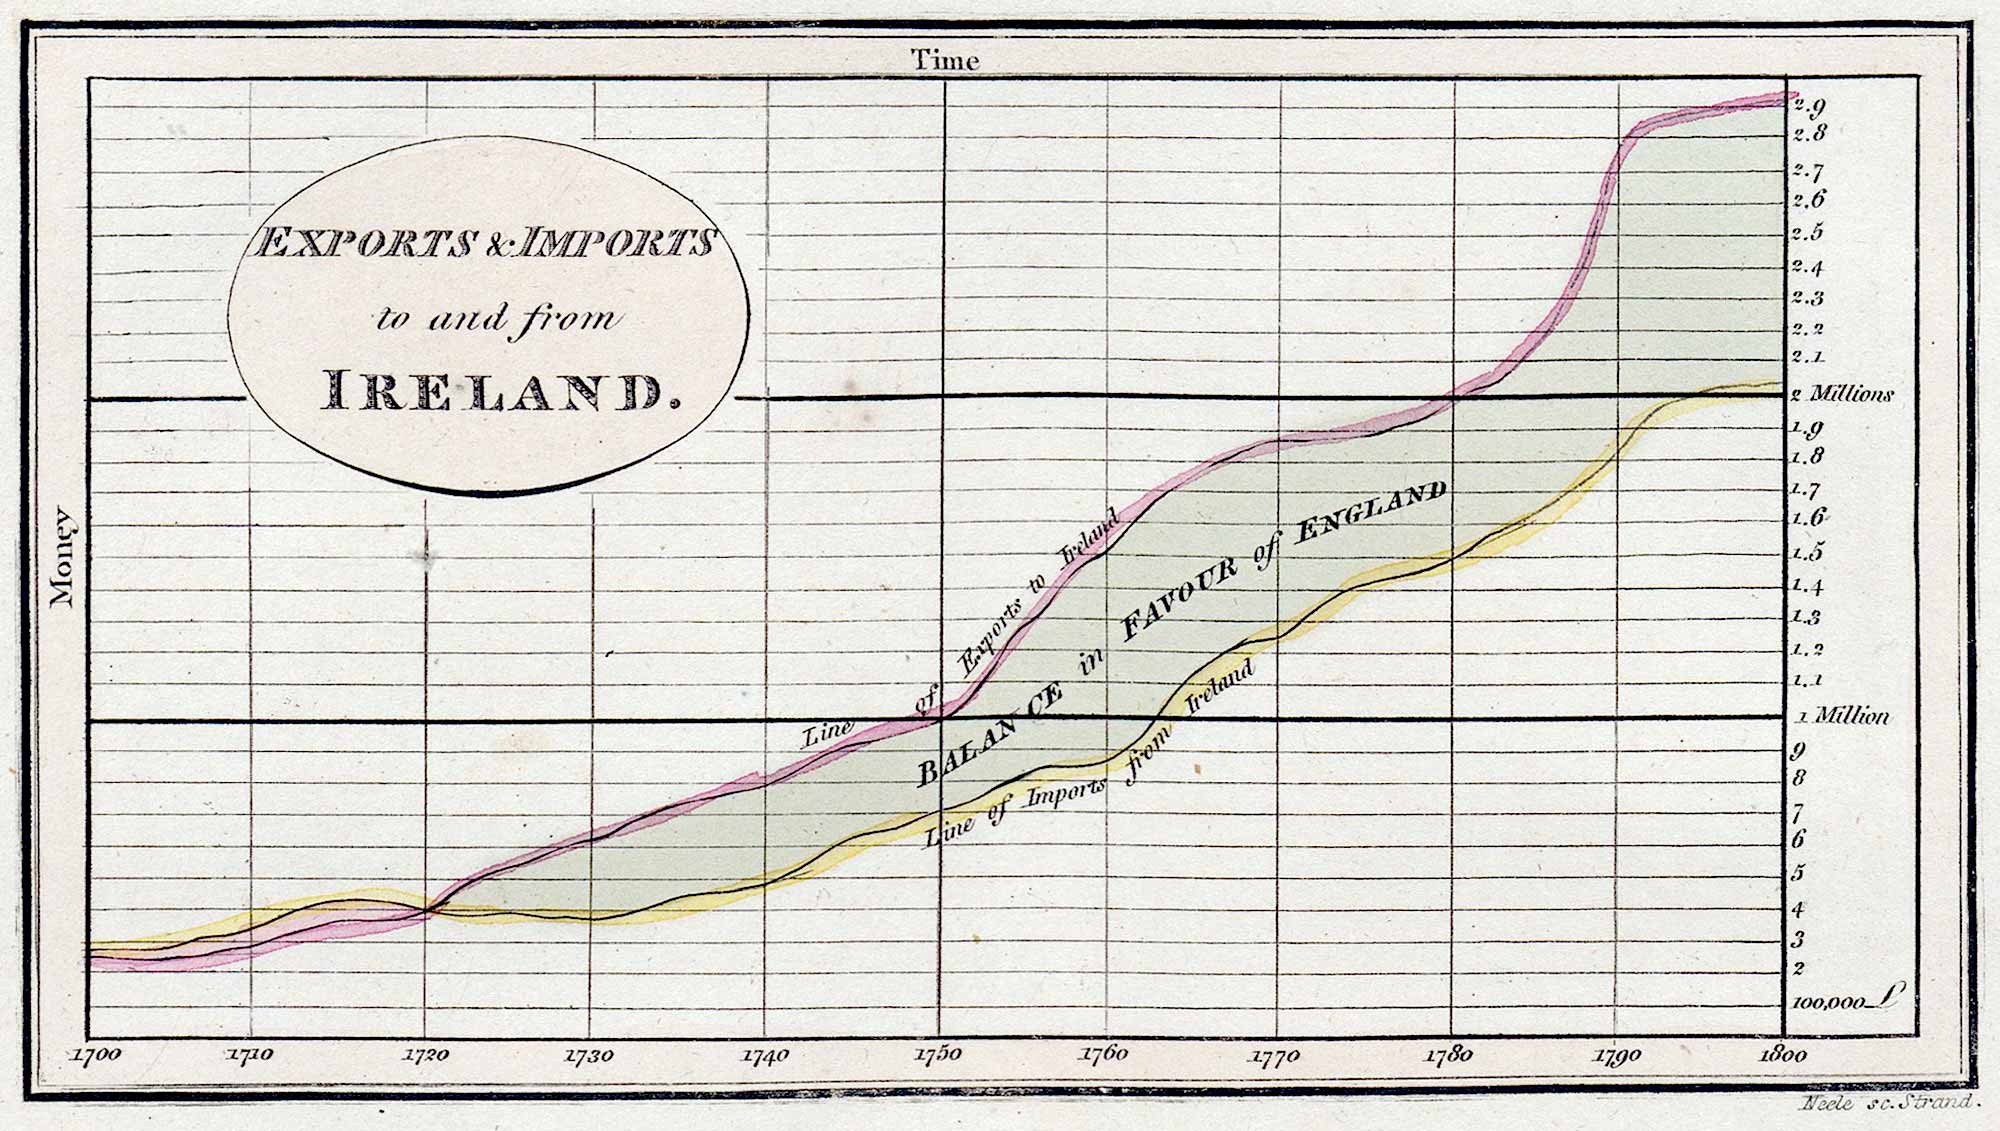 Time
EXPORTS & IMPORTS
to and from
IRELAND.
Money
Line of Exports to Ireland
BALANCE in FAVOUR of ENGLAND
Line of Imports from Ireland
2.9
2.8
2.7
2.6
2.5
2.4
2.3
2.2
2.1
2 Millions
1.9
1.8
1.7
1.6
1.5
1.4
1.3
1.2
1.1
1 Million
9
8
7
6
5
4
3
2
100,000 £
1700 1710 1720 1730 1740 1750 1760 1770 1780 1790 1800
Neele sc. Strand.